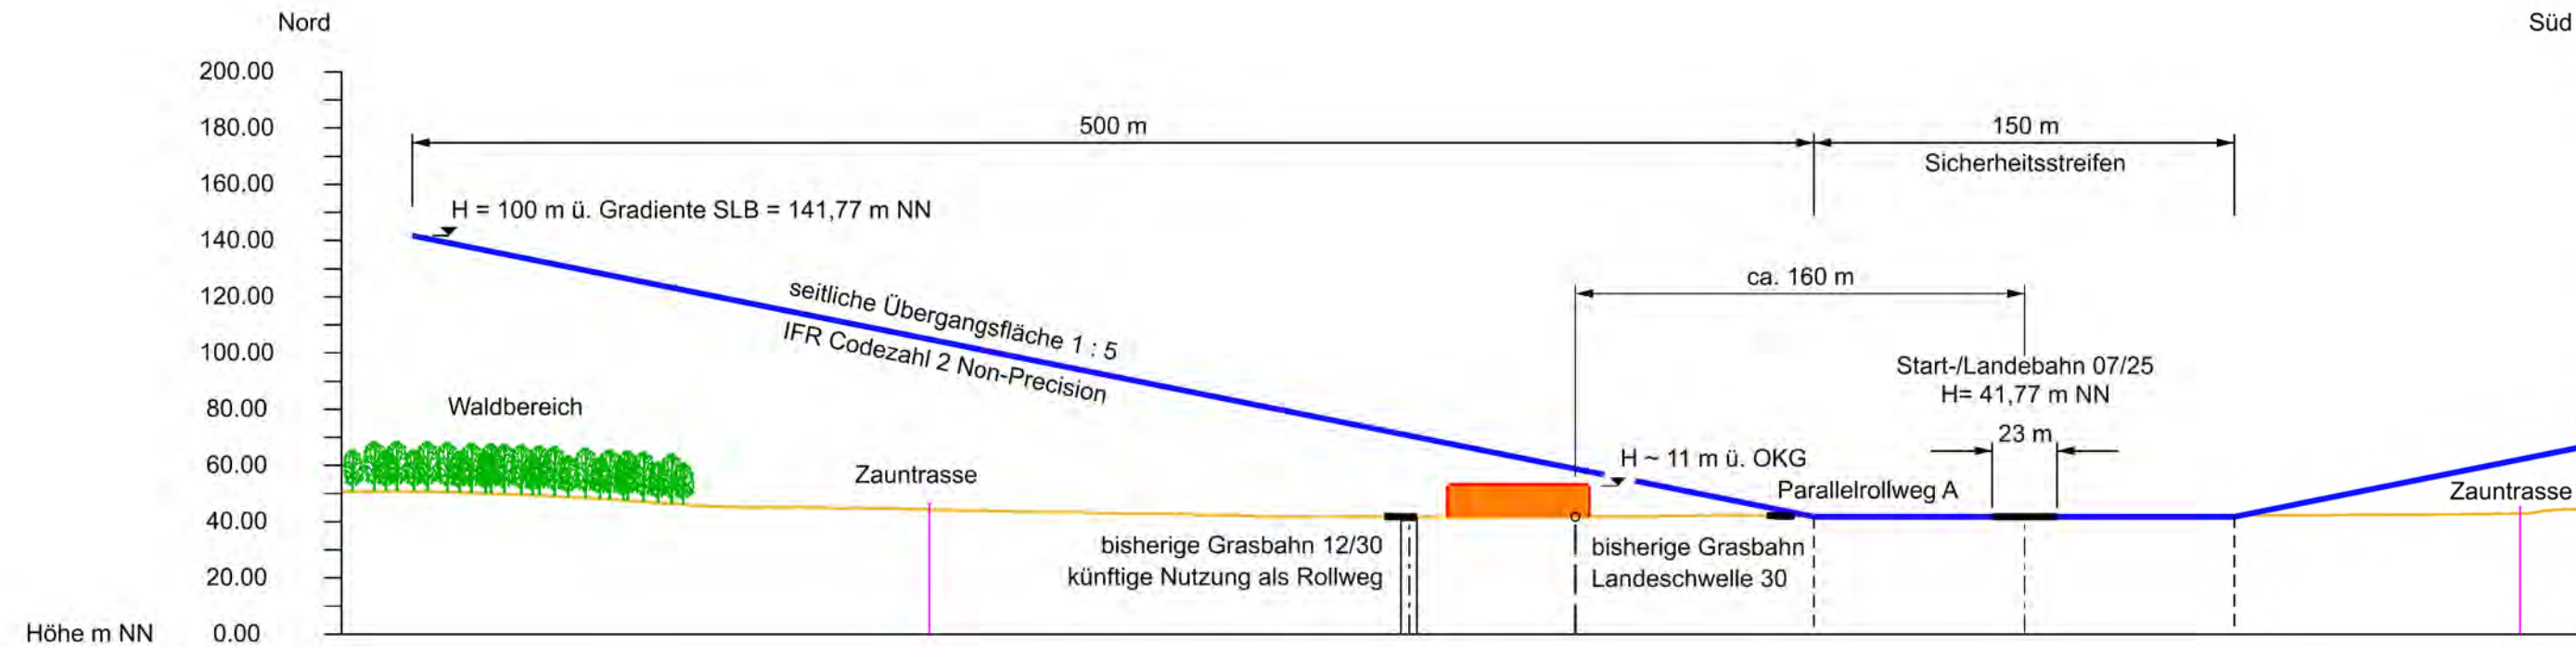 Nord
Süd
200.00
180.00
160.00
140.00
120.00
100.00
80.00
60.00
40.00
20.00
Höhe m NN 0.00
500 m
150 m
Sicherheitsstreifen
H = 100 m ü. Gradiente SLB = 141,77 m NN
seitliche Übergangsfläche 1 : 5
IFR Codezahl 2 Non-Precision
ca. 160 m
Start-/Landebahn 07/25
H= 41,77 m NN
23 m
Waldbereich
Zauntrasse
H ~ 11 m ü. OKG
Parallelrollweg A
Zauntrasse
bisherige Grasbahn 12/30
künftige Nutzung als Rollweg
bisherige Grasbahn
Landeschwelle 30